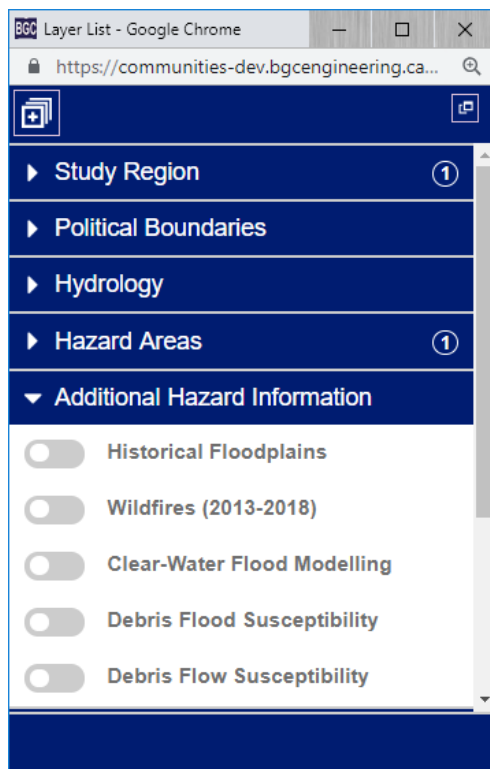 BGC Layer List - Google Chrome
https://communities-dev.bgcengineering.ca...
Study Region 1
Political Boundaries
Hydrology
Hazard Areas 1
Additional Hazard Information
Historical Floodplains
Wildfires (2013-2018)
Clear-Water Flood Modelling
Debris Flood Susceptibility
Debris Flow Susceptibility